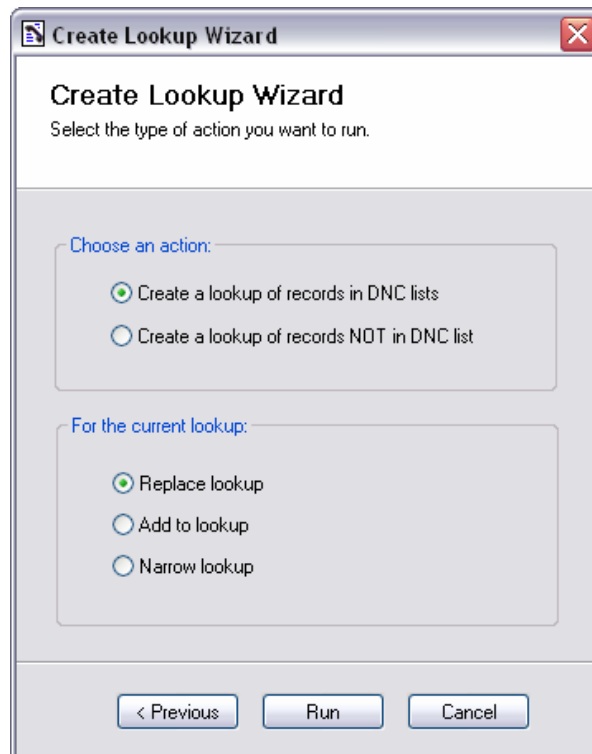 Create Lookup Wizard
Create Lookup Wizard
Select the type of action you want to run.
Choose an action:
Create a lookup of records in DNC lists
Create a lookup of records NOT in DNC list
For the current lookup:
Replace lookup
Add to lookup
Narrow lookup
< Previous Run Cancel